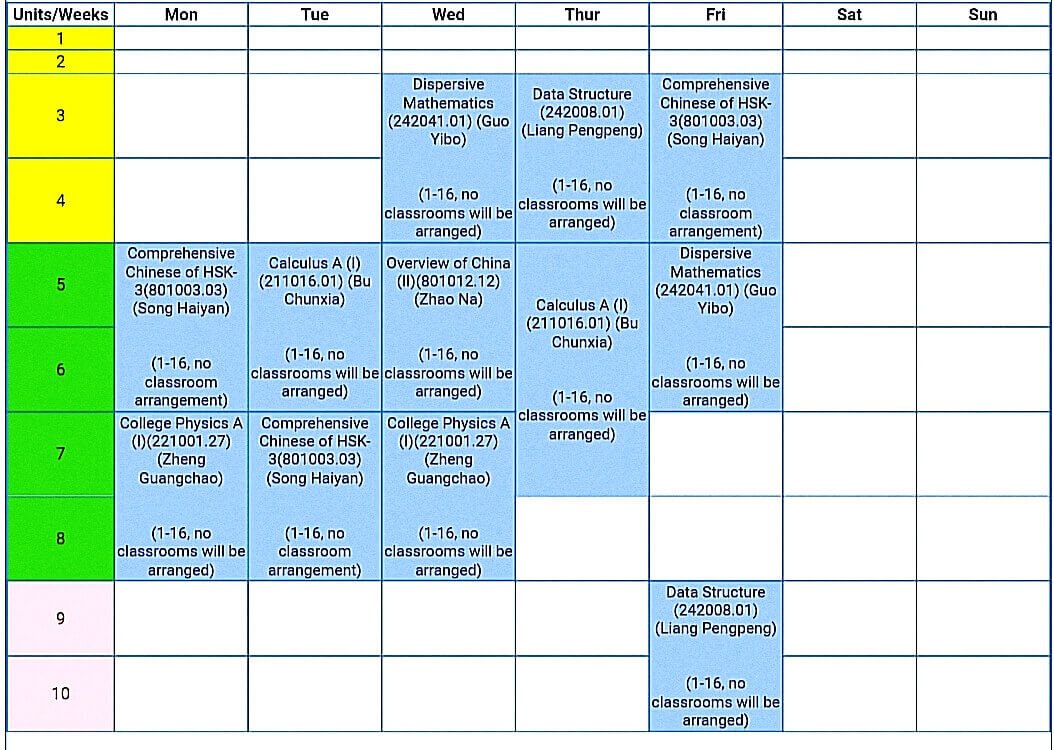 Units/Weeks Mon Tue Wed Thur Fri Sat Sun
1
2
3
Dispersive
Mathematics
(242041.01) (Guo
Yibo)
(1-16, no
classrooms will be
arranged)
Data Structure
(242008.01)
(Liang Pengpeng)
(1-16, no
classrooms will be
arranged)
Comprehensive
Chinese of HSK-
3(801003.03)
(Song Haiyan)
(1-16, no
classroom
arrangement)
4
5
Comprehensive
Chinese of HSK-
3(801003.03)
(Song Haiyan)
(1-16, no
classroom
arrangement)
Calculus A (I)
(211016.01) (Bu
Chunxia)
(1-16, no
classrooms will be
arranged)
Overview of China
(II)(801012.12)
(Zhao Na)
(1-16, no
classrooms will be
arranged)
Calculus A (I)
(211016.01) (Bu
Chunxia)
(1-16, no
classrooms will be
arranged)
Dispersive
Mathematics
(242041.01) (Guo
Yibo)
(1-16, no
classrooms will be
arranged)
6
7
College Physics A
(I)(221001.27)
(Zheng
Guangchao)
(1-16, no
classrooms will be
arranged)
Comprehensive
Chinese of HSK-
3(801003.03)
(Song Haiyan)
(1-16, no
classroom
arrangement)
College Physics A
(I)(221001.27)
(Zheng
Guangchao)
(1-16, no
classrooms will be
arranged)
8
9
Data Structure
(242008.01)
(Liang Pengpeng)
(1-16, no
classrooms will be
arranged)
10